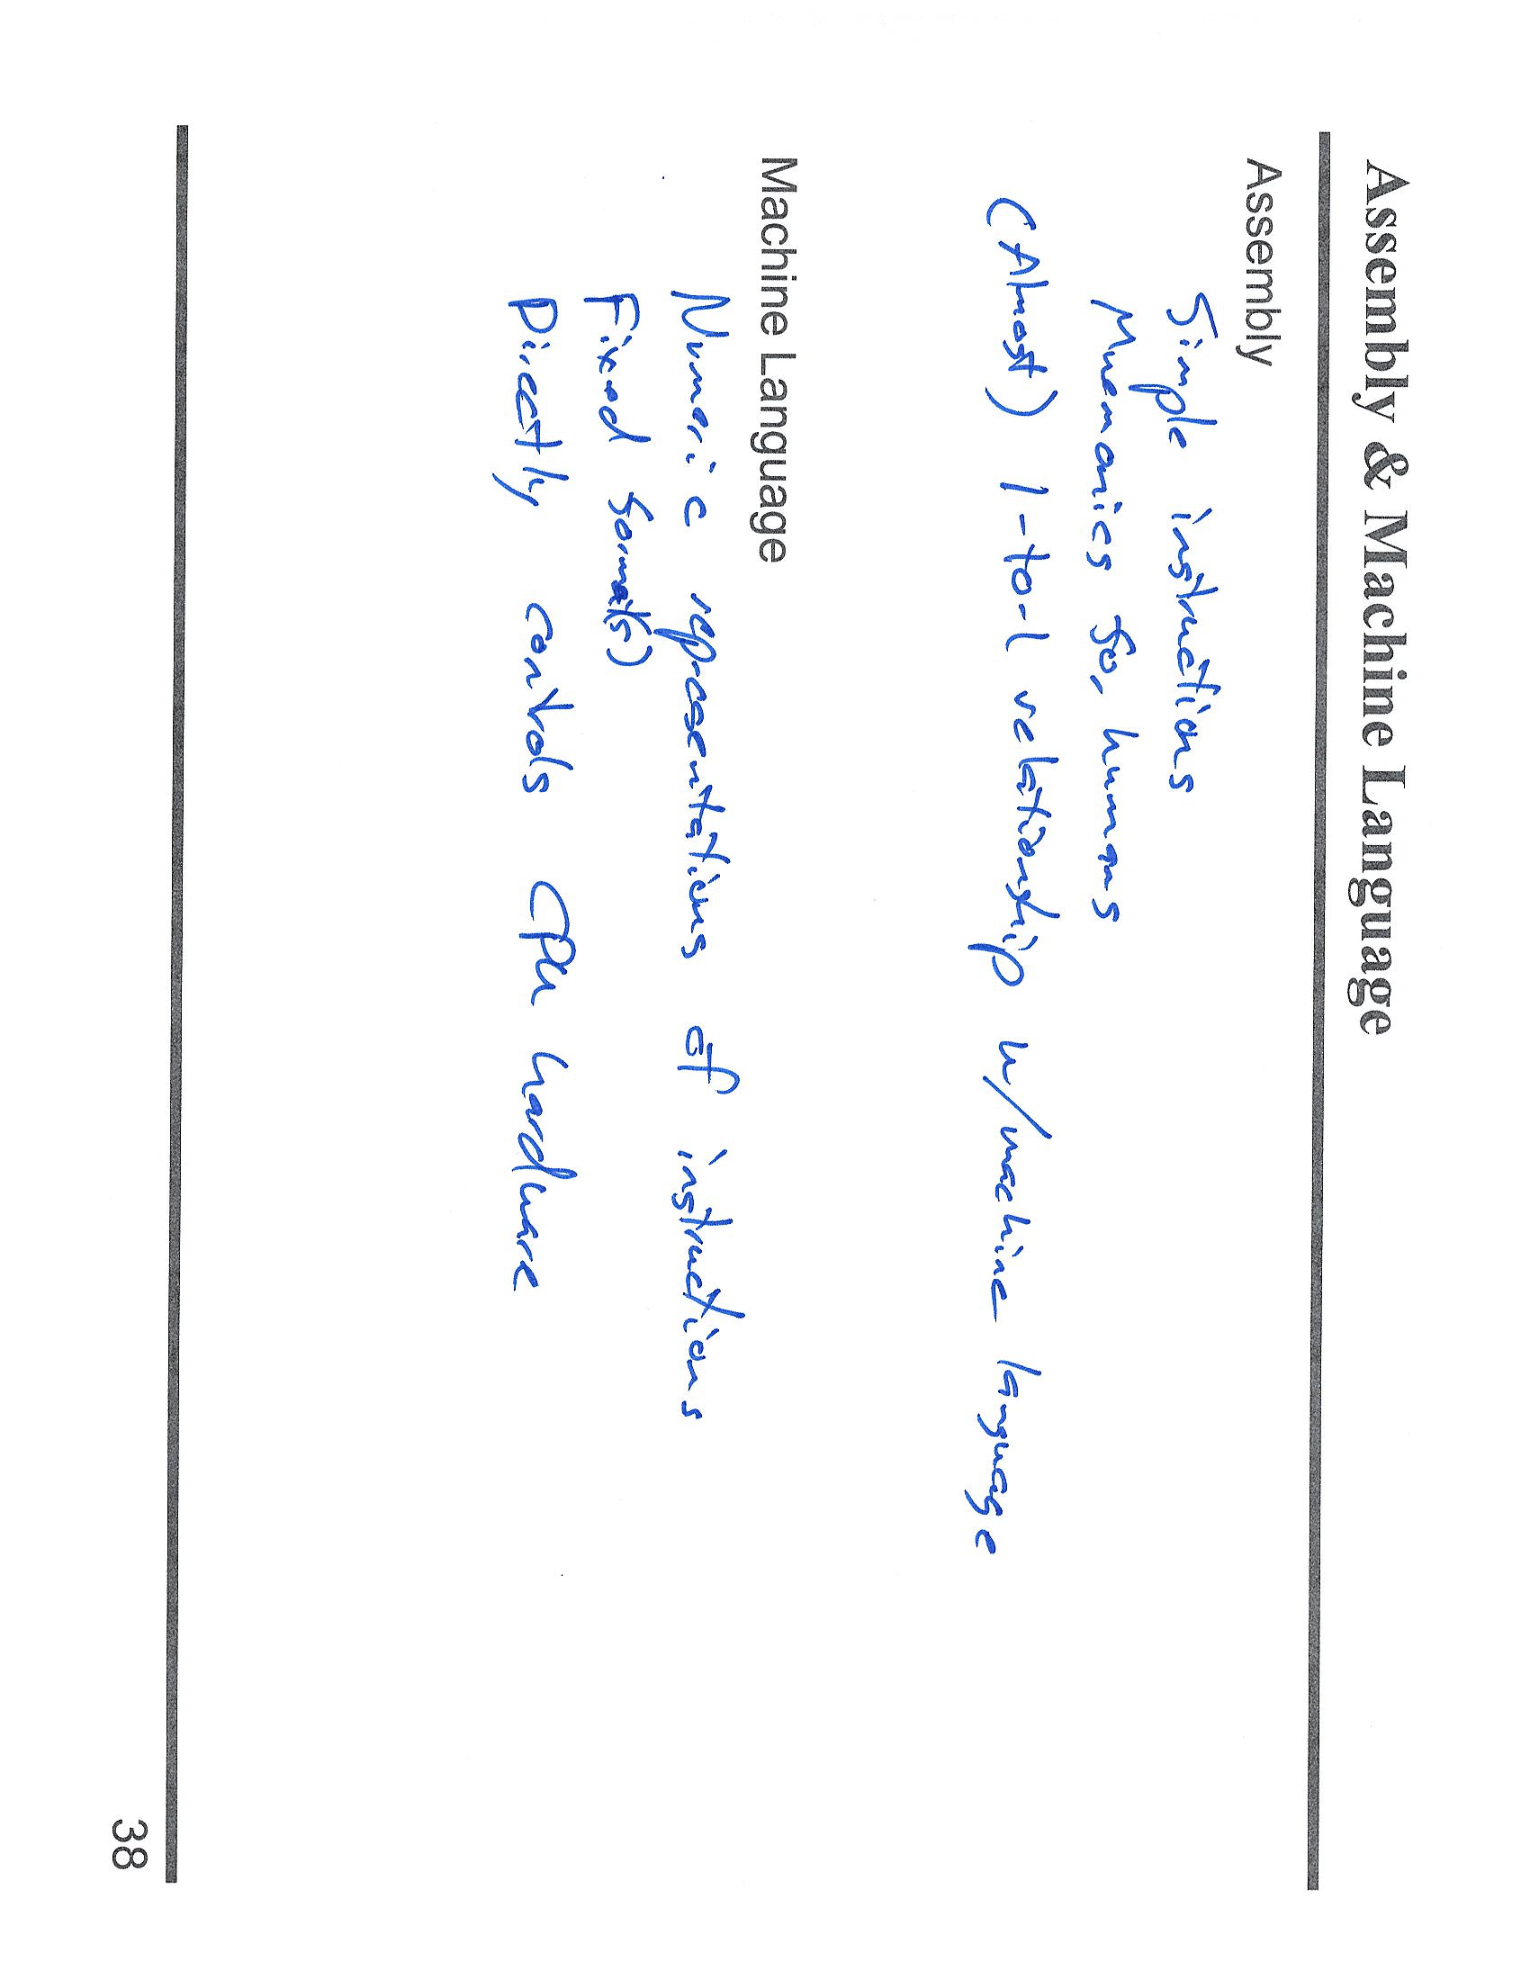 Assembly & Machine Language
Assembly
Simple instructions
Mnemonics for humans
(Almost) 1-to-1 relationship w/machine language
Machine Language
Numeric representations of instructions
Fixed format(s)
Directly controls CPU hardware
38